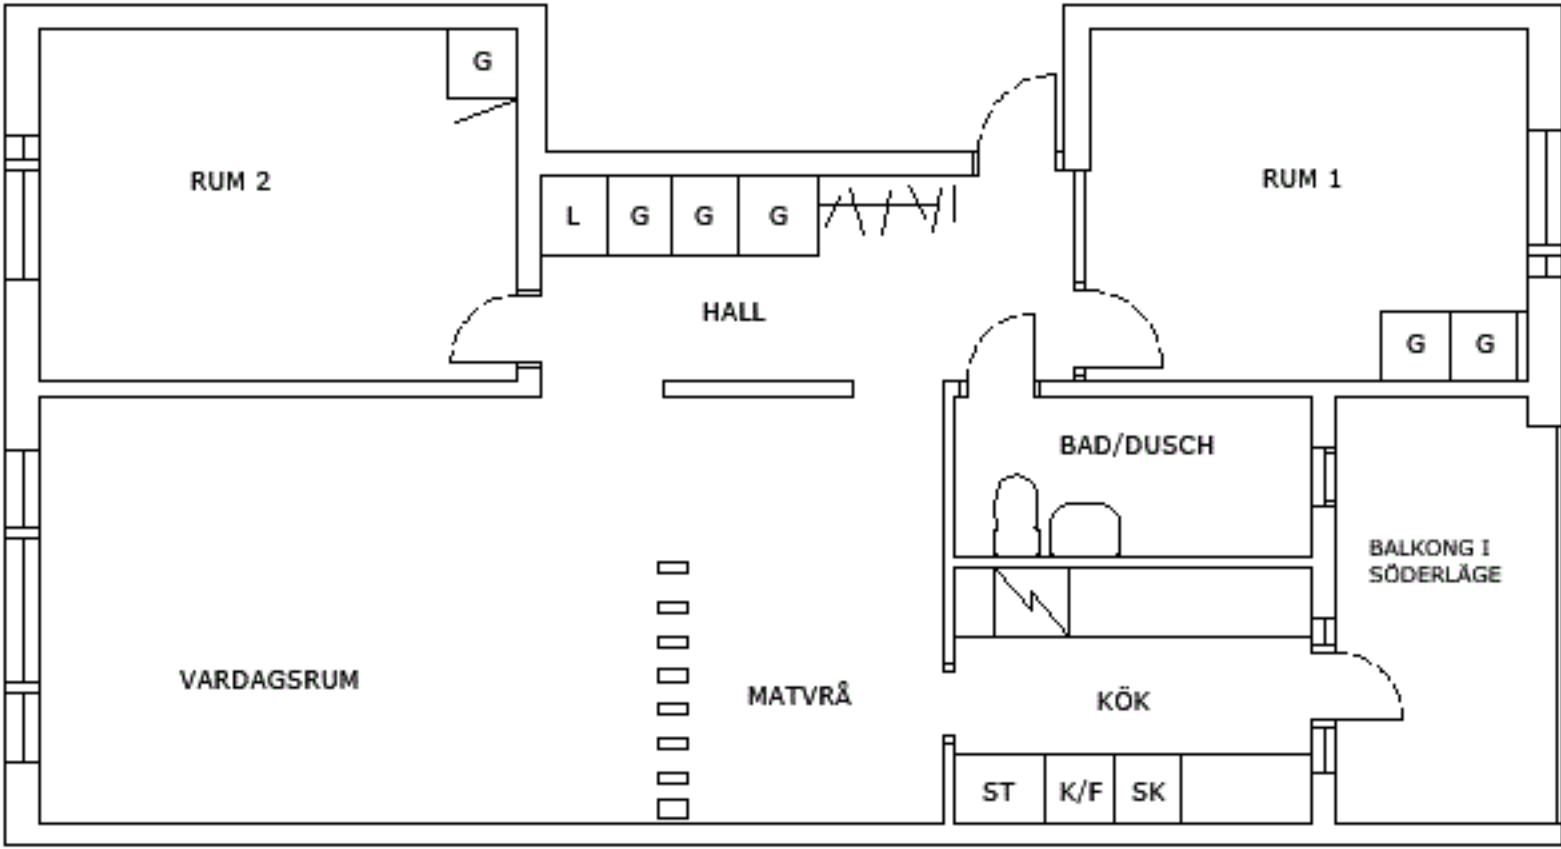 G
RUM 2
RUM 1
L G G G
HALL
G G
BAD/DUSCH
BALKONG I
SÖDERLÄGE
VARDAGSRUM
MATVRÅ
KÖK
ST K/F SK